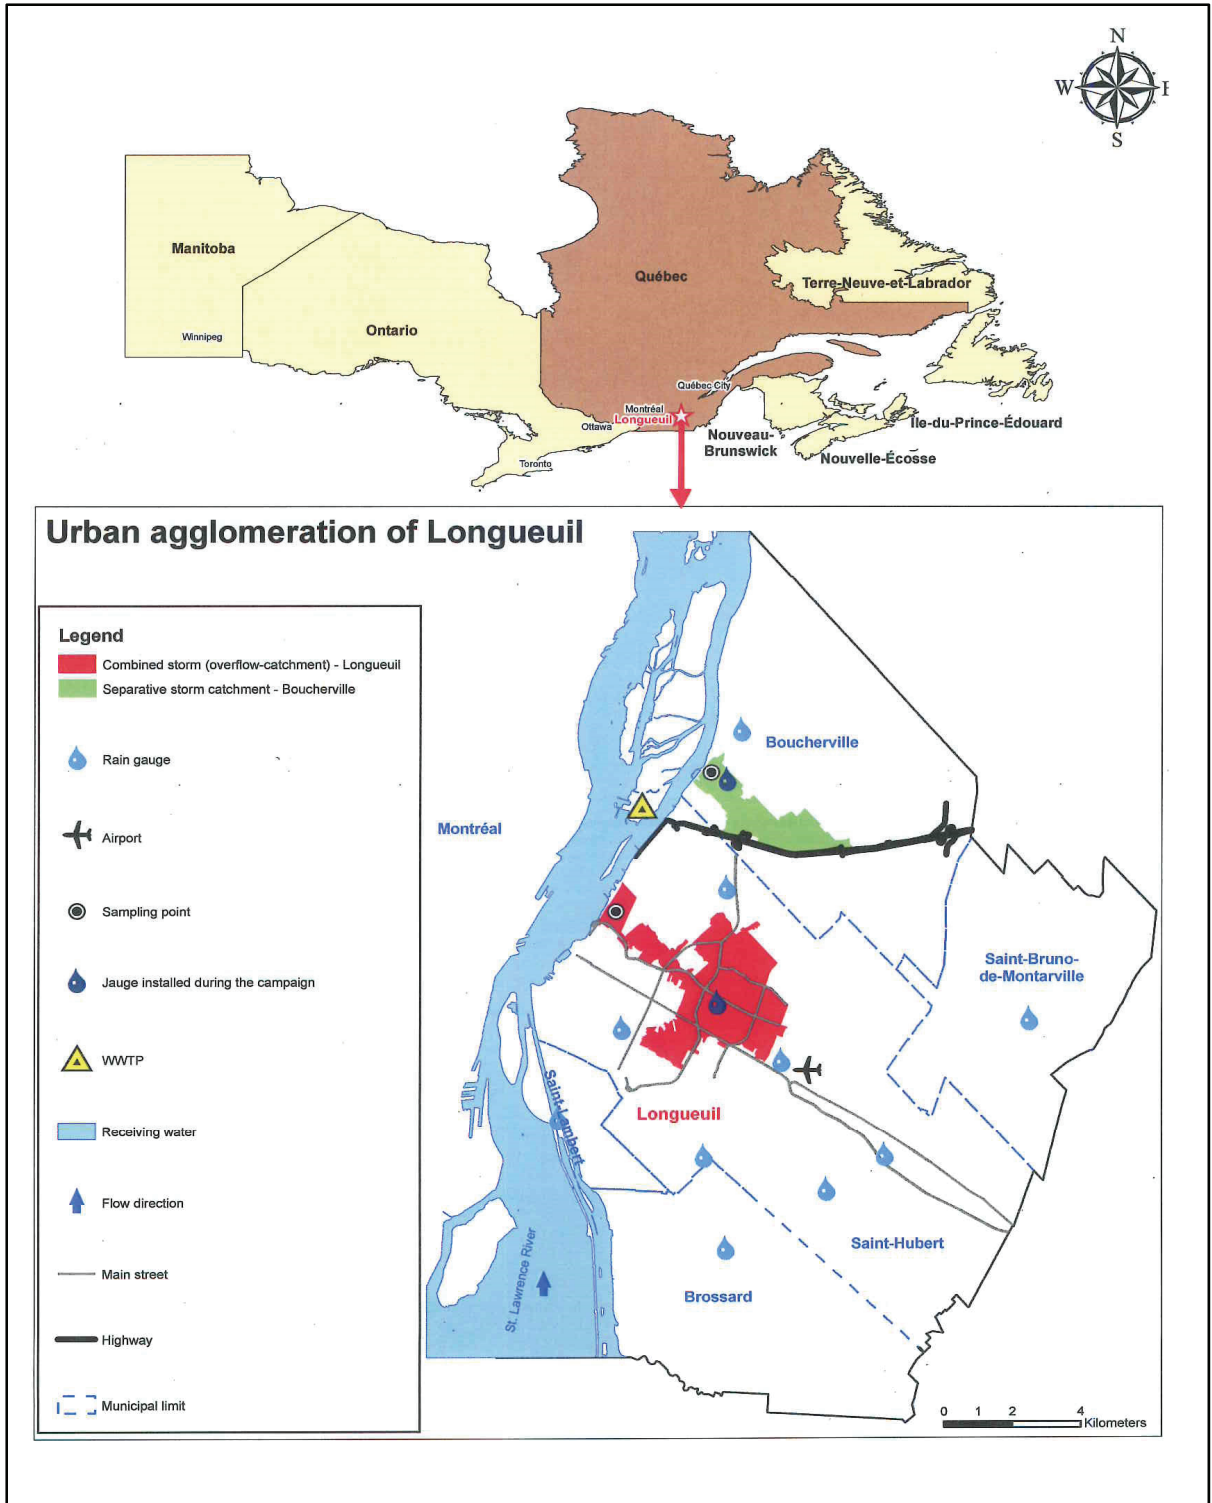 N
W
E
S
Manitoba
Winnipeg
Ontario
Québec
Terre-Neuve-et-Labrador
Québec City
Montréal
Longueuil
Ottawa
Toronto
Nouveau-
Brunswick
Île-du-Prince-Édouard
Nouvelle-Écosse
Urban agglomeration of Longueuil
Legend
Combined storm (overflow-catchment) - Longueuil
Separative storm catchment - Boucherville
Rain gauge
Airport
Sampling point
Jauge installed during the campaign
WWTP
Receiving water
Flow direction
Main street
Highway
Municipal limit
Boucherville
Montréal
Saint-Bruno-
de-Montarville
Saint-Lambert
Longueuil
Saint-Hubert
Brossard
St. Lawrence River
0 1 2 4
Kilometers